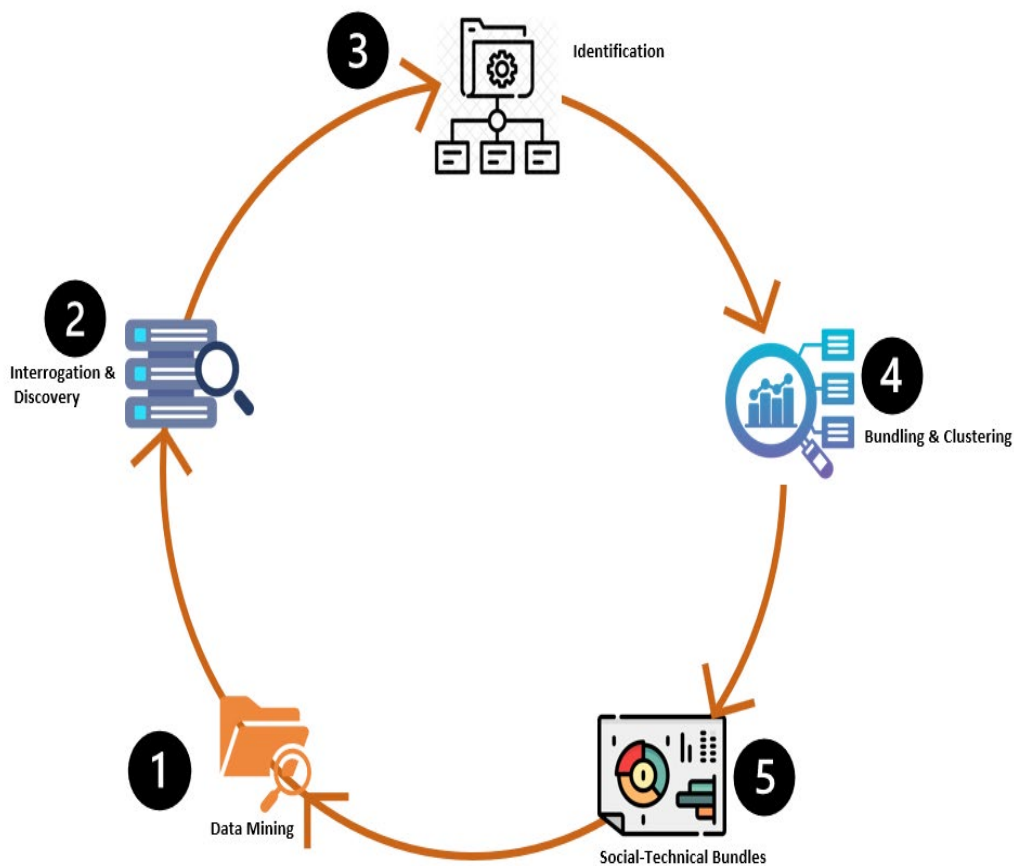 3
Identification
2
Interrogation &
Discovery
4
Bundling & Clustering
1
Data Mining
5
Social-Technical Bundles